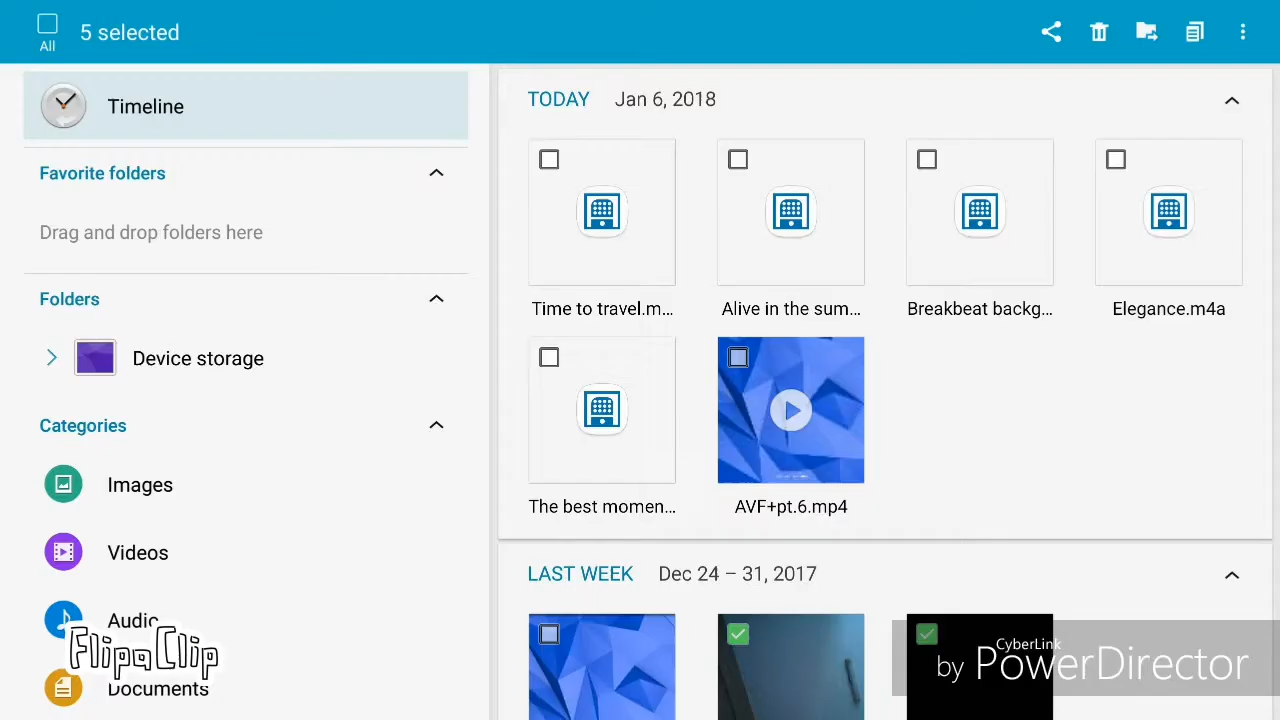 All
5 selected
Timeline
Favorite folders
Drag and drop folders here
Folders
Device storage
Categories
Images
Videos
Audio
Documents
TODAY Jan 6, 2018
Time to travel.m...
Alive in the sum...
Breakbeat backg...
Elegance.m4a
The best momen...
AVF+pt.6.mp4
LAST WEEK Dec 24 – 31, 2017
FlipaClip
CyberLink
by PowerDirector